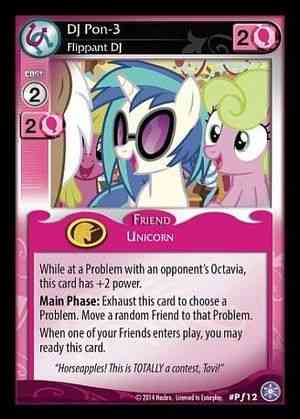 DJ Pon-3
Flippant DJ
2
COST
2
2
FRIEND
UNICORN
While at a Problem with an opponent's Octavia,
this card has +2 power.
Main Phase: Exhaust this card to choose a
Problem. Move a random Friend to that Problem.
When one of your Friends enters play, you may
ready this card.
"Horseapples! This is TOTALLY a contest, Tavi!"
© 2014 Hasbro. Licensed to Enterplay. #Pf12